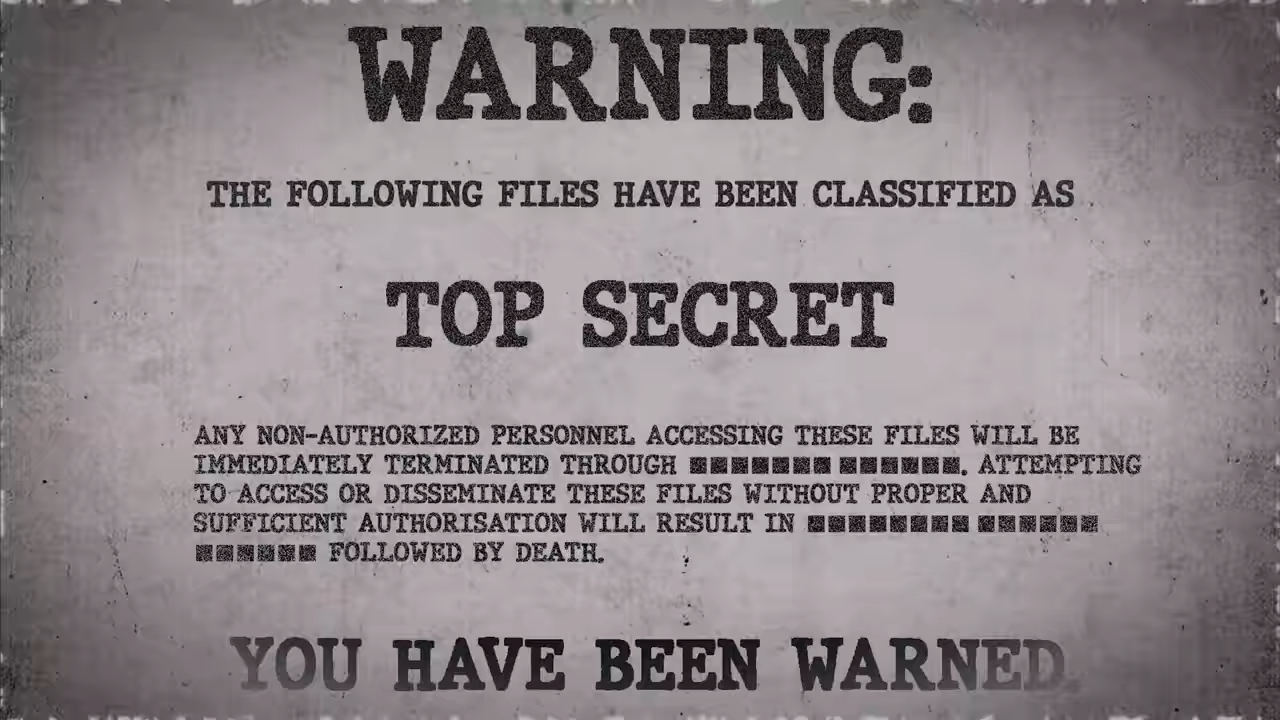 WARNING:
THE FOLLOWING FILES HAVE BEEN CLASSIFIED AS
TOP SECRET
ANY NON-AUTHORIZED PERSONNEL ACCESSING THESE FILES WILL BE
IMMEDIATELY TERMINATED THROUGH ■■■■■■■ ■■■■■■. ATTEMPTING
TO ACCESS OR DISSEMINATE THESE FILES WITHOUT PROPER AND
SUFFICIENT AUTHORISATION WILL RESULT IN ■■■■■■■■ ■■■■■■
■■■■■■ FOLLOWED BY DEATH.
YOU HAVE BEEN WARNED.